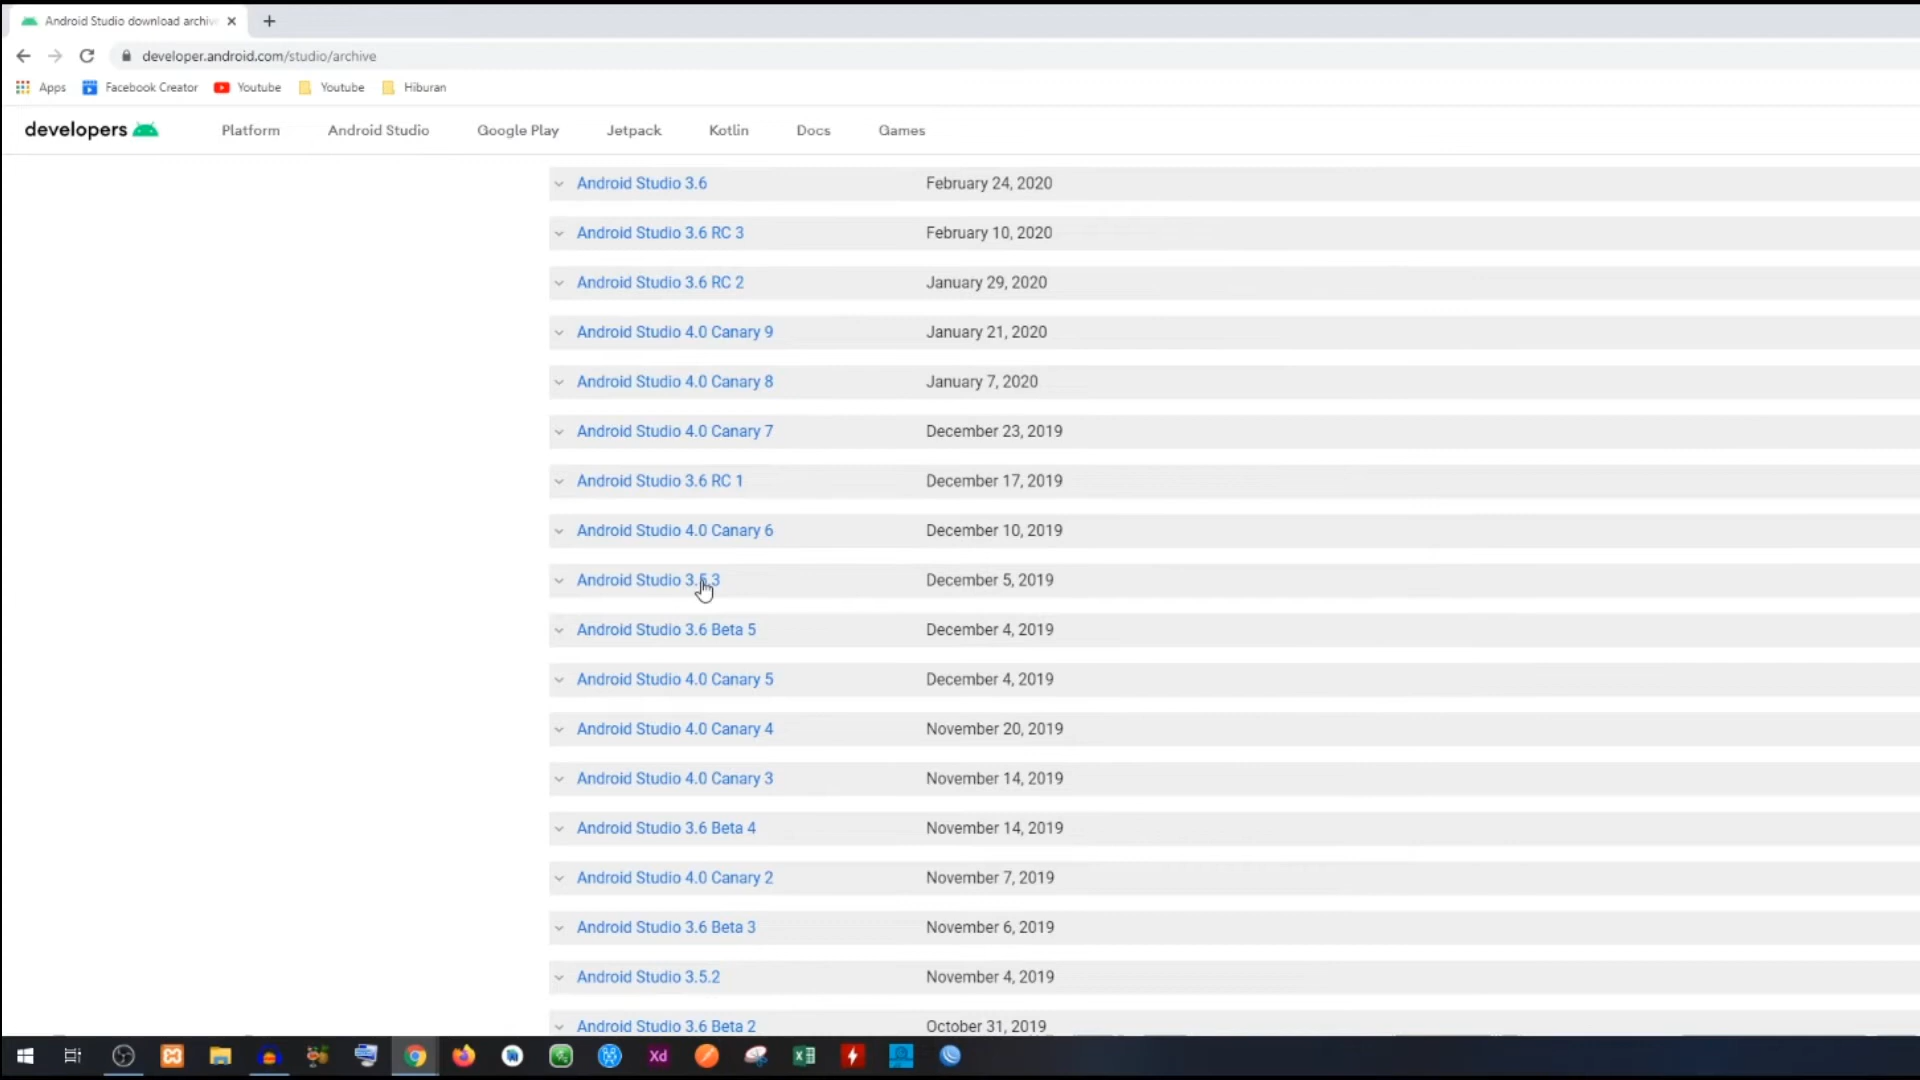 Android Studio download archiv
developer.android.com/studio/archive
Apps Facebook Creator Youtube Youtube Hiburan
developers Platform Android Studio Google Play Jetpack Kotlin Docs Games
Android Studio 3.6 February 24, 2020
Android Studio 3.6 RC 3 February 10, 2020
Android Studio 3.6 RC 2 January 29, 2020
Android Studio 4.0 Canary 9 January 21, 2020
Android Studio 4.0 Canary 8 January 7, 2020
Android Studio 4.0 Canary 7 December 23, 2019
Android Studio 3.6 RC 1 December 17, 2019
Android Studio 4.0 Canary 6 December 10, 2019
Android Studio 3.5.3 December 5, 2019
Android Studio 3.6 Beta 5 December 4, 2019
Android Studio 4.0 Canary 5 December 4, 2019
Android Studio 4.0 Canary 4 November 20, 2019
Android Studio 4.0 Canary 3 November 14, 2019
Android Studio 3.6 Beta 4 November 14, 2019
Android Studio 4.0 Canary 2 November 7, 2019
Android Studio 3.6 Beta 3 November 6, 2019
Android Studio 3.5.2 November 4, 2019
Android Studio 3.6 Beta 2 October 31, 2019
Xd